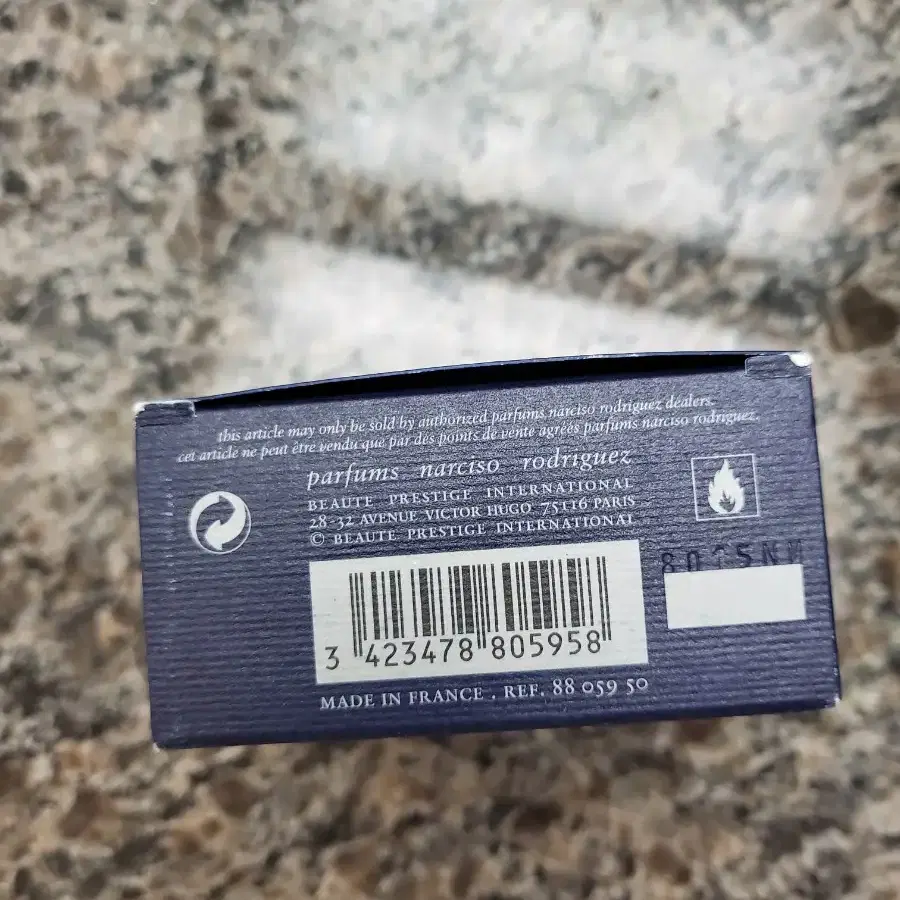 this article may only be sold by authorized parfums narciso rodriguez dealers.
cet article ne peut être vendu que par des points de vente agréés parfums narciso rodriguez.
parfums narciso rodriguez
BEAUTE PRESTIGE INTERNATIONAL
28-32 AVENUE VICTOR HUGO 75116 PARIS
© BEAUTE PRESTIGE INTERNATIONAL
3 423478 805958
MADE IN FRANCE . REF. 88 059 50